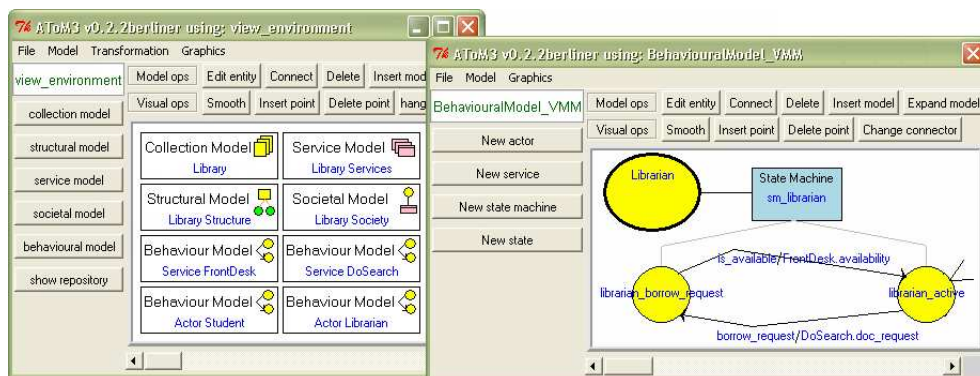 AToM3 v0.2.2berliner using: view_environment
File Model Transformation Graphics
view_environment
Model ops Edit entity Connect Delete Insert mod
Visual ops Smooth Insert point Delete point hang
collection model
structural model
service model
societal model
behavioural model
show repository
Collection Model
Library
Service Model
Library Services
Structural Model
Library Structure
Societal Model
Library Society
Behaviour Model
Service FrontDesk
Behaviour Model
Service DoSearch
Behaviour Model
Actor Student
Behaviour Model
Actor Librarian
AToM3 v0.2.2berliner using: BehaviouralModel_VMM
File Model Graphics
BehaviouralModel_VMM
Model ops Edit entity Connect Delete Insert model Expand model
Visual ops Smooth Insert point Delete point Change connector
New actor
New service
New state machine
New state
Librarian
State Machine
sm_librarian
is_available/FrontDesk.availability
librarian_borrow_request
librarian_active
borrow_request/DoSearch.doc_request